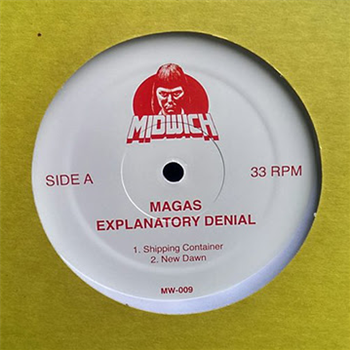 MIDWICH
SIDE A
33 RPM
MAGAS
EXPLANATORY DENIAL
1. Shipping Container
2. New Dawn
MW-009